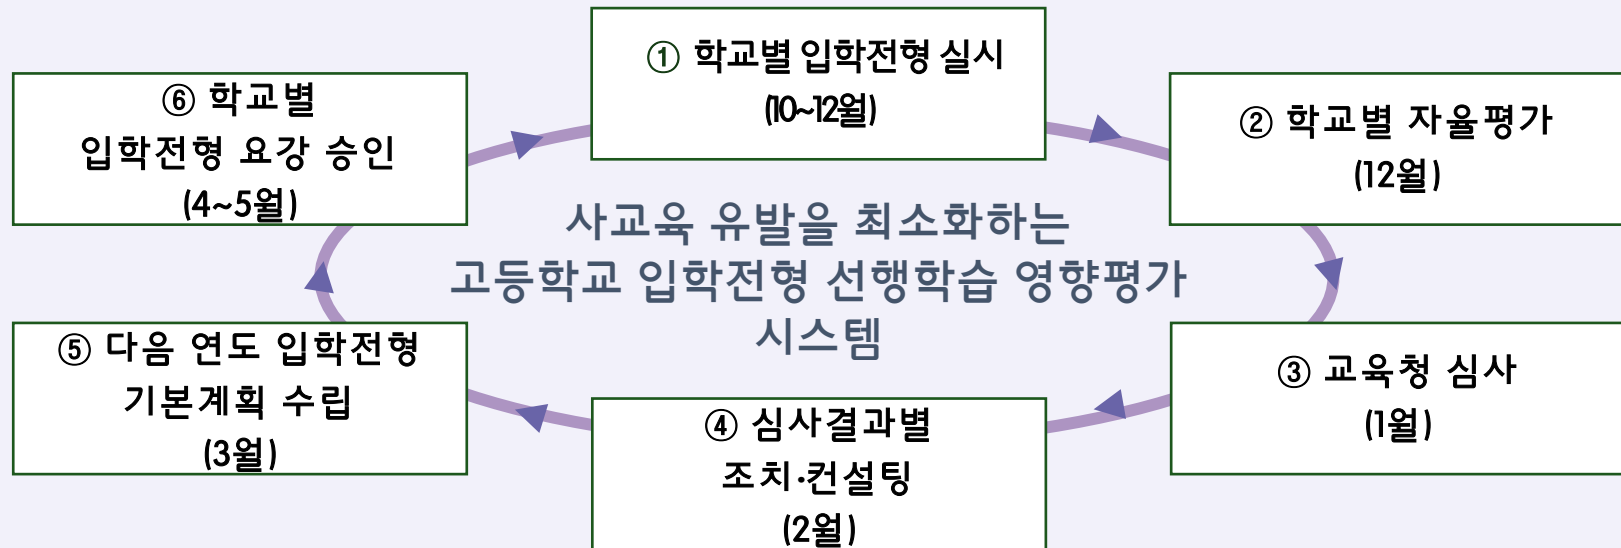 ① 학교별 입학전형 실시
(10~12월)
② 학교별 자율평가
(12월)
③ 교육청 심사
(1월)
④ 심사결과별
조치·컨설팅
(2월)
⑤ 다음 연도 입학전형
기본계획 수립
(3월)
⑥ 학교별
입학전형 요강 승인
(4~5월)
사교육 유발을 최소화하는
고등학교 입학전형 선행학습 영향평가
시스템